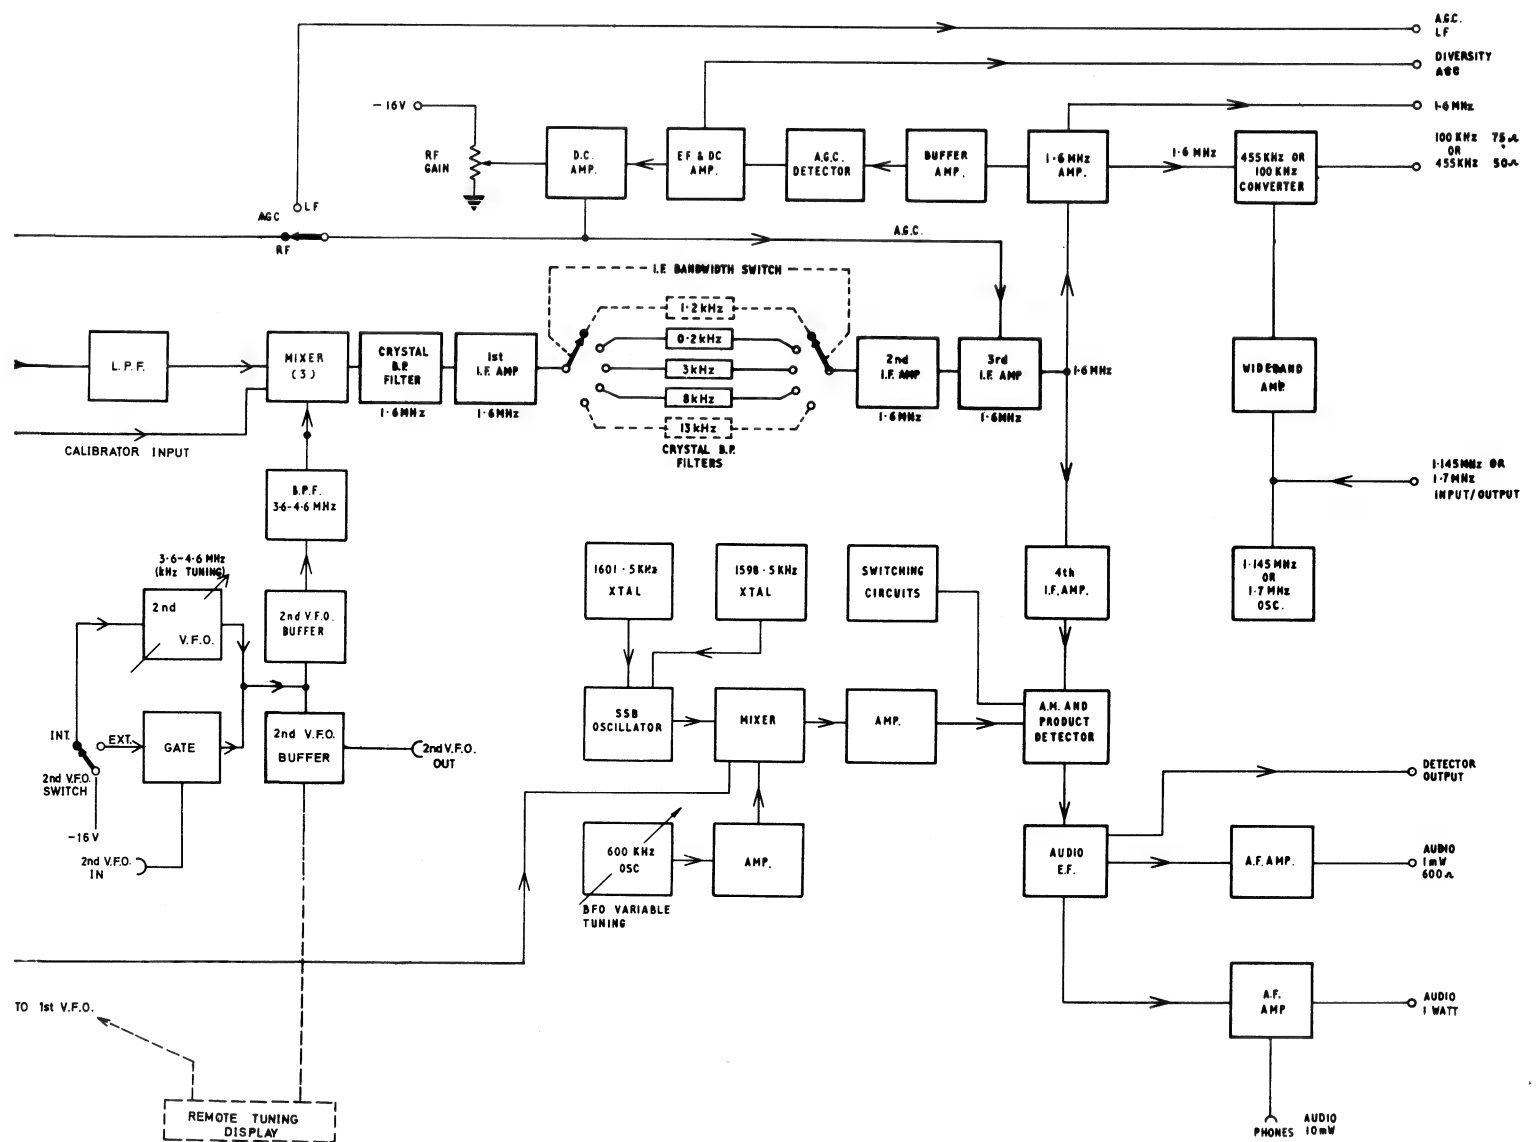 A.G.C.
LF
DIVERSITY
AGC
-16V
1·6 MHz
RF
GAIN
D.C.
AMP.
EF & DC
AMP.
A.G.C.
DETECTOR
BUFFER
AMP.
1·6 MHz
AMP.
1·6 MHz
455KHz OR
100KHz
CONVERTER
100 KHz 75Ω
OR
455KHz 50Ω
AGC
LF
RF
A.G.C.
I.F. BANDWIDTH SWITCH
1·2 kHz
0·2kHz
3kHz
8kHz
13kHz
CRYSTAL B.P.
FILTERS
L.P.F.
MIXER
(3)
CRYSTAL
B.P.
FILTER
1·6MHz
1st
I.F. AMP
1·6MHz
2nd
I.F. AMP
1·6MHz
3rd
I.F. AMP
1·6MHz
1·6MHz
WIDEBAND
AMP.
CALIBRATOR INPUT
1·145MHz OR
1·7MHz
INPUT/OUTPUT
B.P.F.
3·6-4·6 MHz
3·6-4·6 MHz
(kHz TUNING)
2nd
V.F.O.
2nd V.F.O.
BUFFER
1601·5KHz
XTAL
1598·5KHz
XTAL
SWITCHING
CIRCUITS
4th
I.F. AMP.
1·145MHz
OR
1·7MHz
OSC.
INT.
EXT.
GATE
2nd V.F.O.
BUFFER
2nd V.F.O.
OUT
2nd V.F.O.
SWITCH
-16V
2nd V.F.O.
IN
SSB
OSCILLATOR
MIXER
AMP.
A.M. AND
PRODUCT
DETECTOR
DETECTOR
OUTPUT
600 KHz
OSC
AMP.
BFO VARIABLE
TUNING
AUDIO
E.F.
A.F. AMP.
AUDIO
1mW
600Ω
TO 1st V.F.O.
A.F.
AMP
AUDIO
1 WATT
REMOTE TUNING
DISPLAY
PHONES
AUDIO
10mW